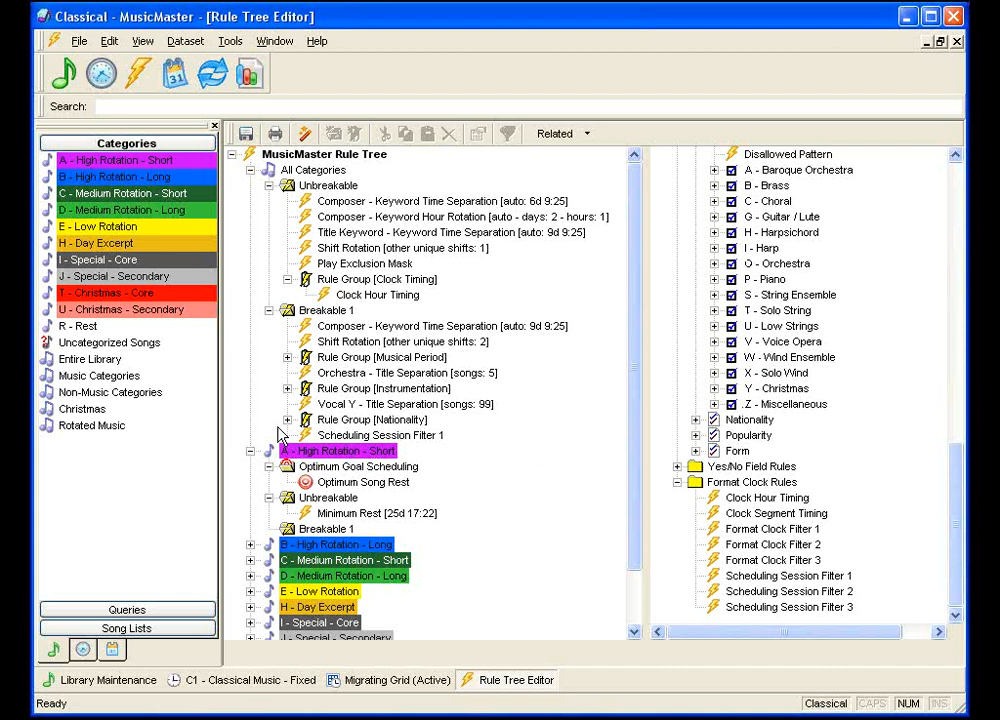 Classical - MusicMaster - [Rule Tree Editor]
File Edit View Dataset Tools Window Help
31
Search:
Categories
A - High Rotation - Short
B - High Rotation - Long
C - Medium Rotation - Short
D - Medium Rotation - Long
E - Low Rotation
H - Day Excerpt
I - Special - Core
J - Special - Secondary
T - Christmas - Core
U - Christmas - Secondary
R - Rest
Uncategorized Songs
Entire Library
Music Categories
Non-Music Categories
Christmas
Rotated Music
Queries
Song Lists
Related
MusicMaster Rule Tree
All Categories
Unbreakable
Composer - Keyword Time Separation [auto: 6d 9:25]
Composer - Keyword Hour Rotation [auto - days: 2 - hours: 1]
Title Keyword - Keyword Time Separation [auto: 9d 9:25]
Shift Rotation [other unique shifts: 1]
Play Exclusion Mask
Rule Group [Clock Timing]
Clock Hour Timing
Breakable 1
Composer - Keyword Time Separation [auto: 9d 9:25]
Shift Rotation [other unique shifts: 2]
Rule Group [Musical Period]
Orchestra - Title Separation [songs: 5]
Rule Group [Instrumentation]
Vocal Y - Title Separation [songs: 99]
Rule Group [Nationality]
Scheduling Session Filter 1
A - High Rotation - Short
Optimum Goal Scheduling
Optimum Song Rest
Unbreakable
Minimum Rest [25d 17:22]
Breakable 1
B - High Rotation - Long
C - Medium Rotation - Short
D - Medium Rotation - Long
E - Low Rotation
H - Day Excerpt
I - Special - Core
J - Special - Secondary
Disallowed Pattern
A - Baroque Orchestra
B - Brass
C - Choral
G - Guitar / Lute
H - Harpsichord
I - Harp
O - Orchestra
P - Piano
S - String Ensemble
T - Solo String
U - Low Strings
V - Voice Opera
W - Wind Ensemble
X - Solo Wind
Y - Christmas
.Z - Miscellaneous
Nationality
Popularity
Form
Yes/No Field Rules
Format Clock Rules
Clock Hour Timing
Clock Segment Timing
Format Clock Filter 1
Format Clock Filter 2
Format Clock Filter 3
Scheduling Session Filter 1
Scheduling Session Filter 2
Scheduling Session Filter 3
Library Maintenance C1 - Classical Music - Fixed Migrating Grid (Active) Rule Tree Editor
Ready Classical CAPS NUM INS